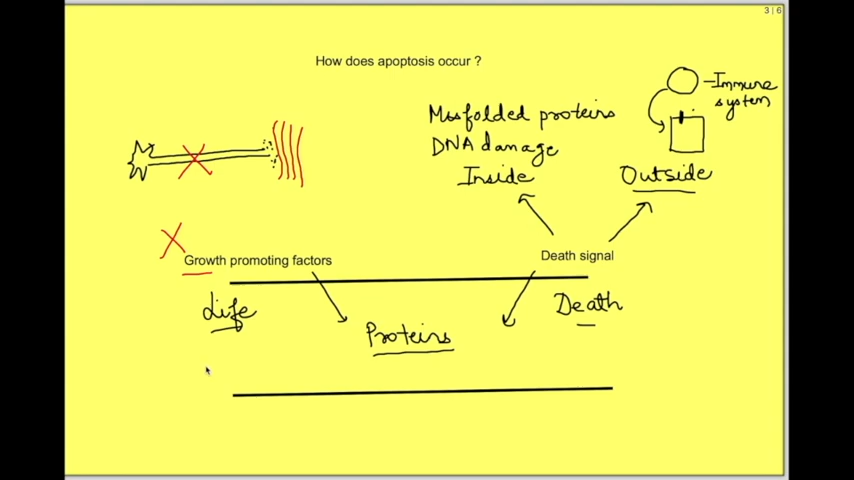 3 | 6
How does apoptosis occur ?
Immune
system
Misfolded proteins
DNA damage
Inside
Outside
Growth promoting factors
Death signal
Life
Death
Proteins